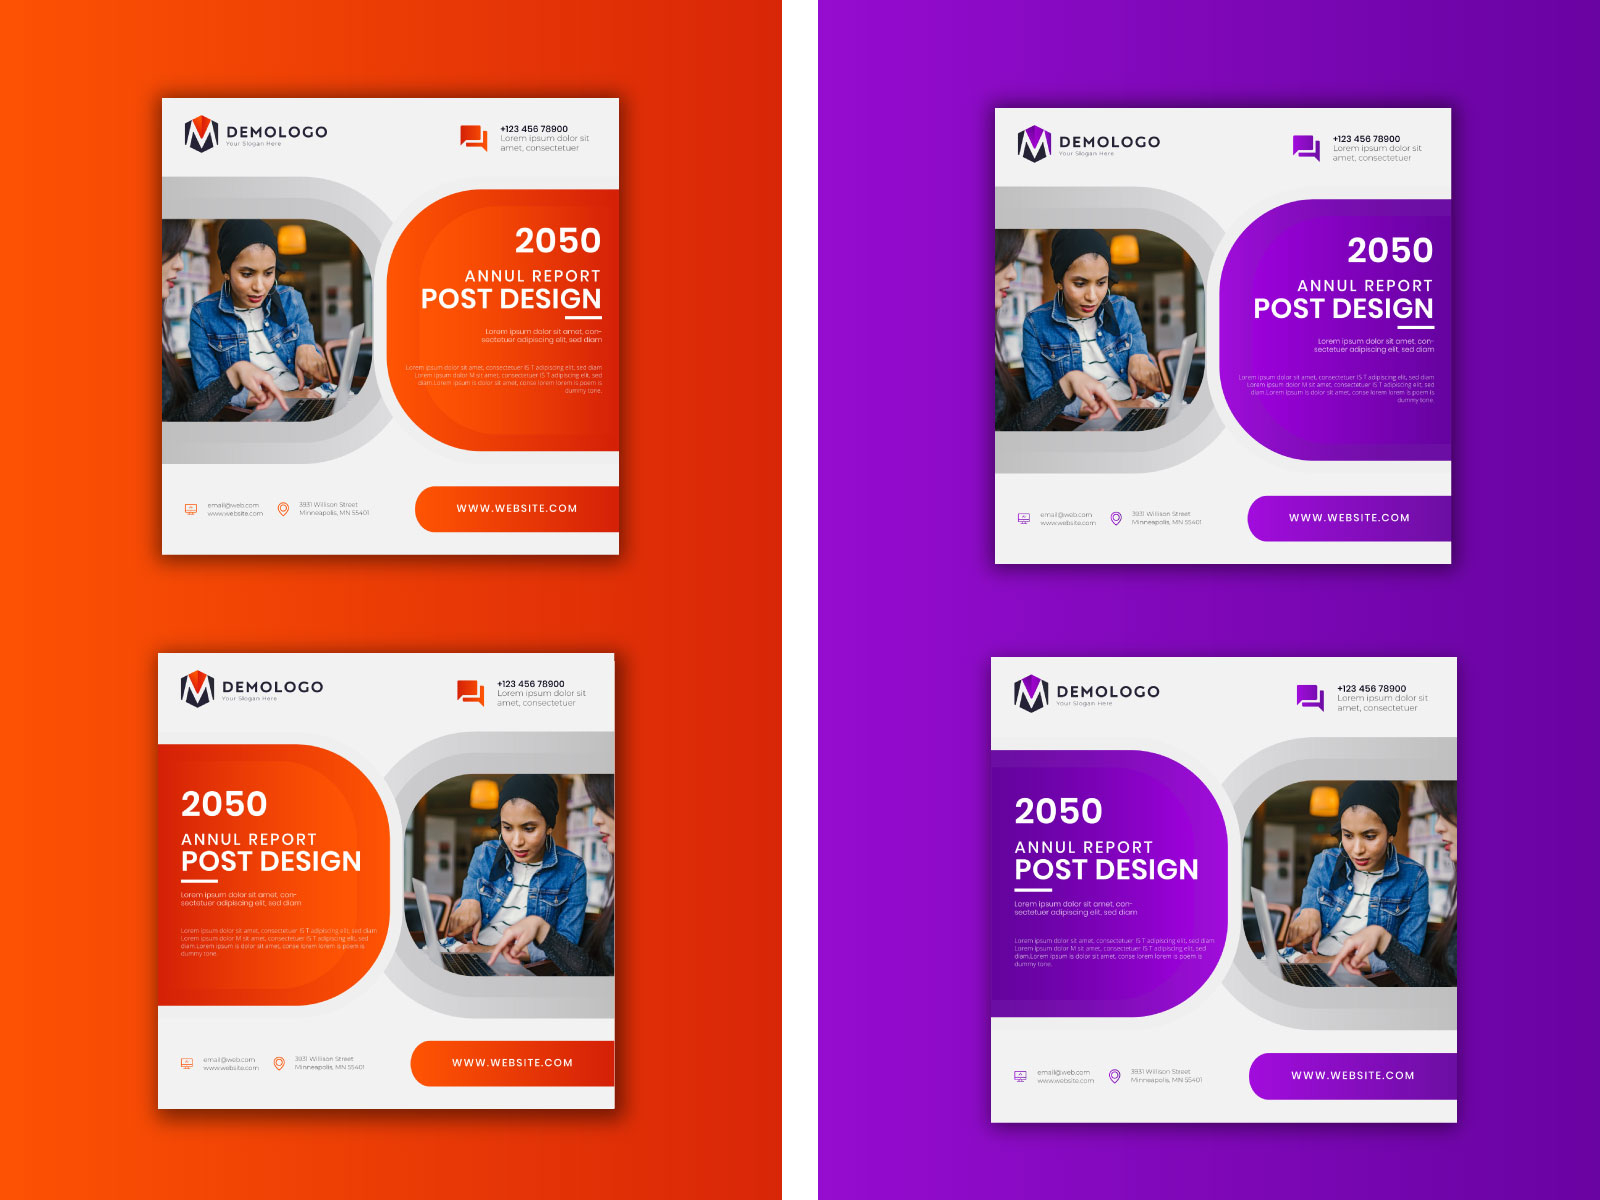 DEMOLOGO
Your Slogan Here
+123 456 78900
Lorem ipsum dolor sit
amet, consectetuer
2050
ANNUL REPORT
POST DESIGN
Lorem ipsum dolor sit amet, con-
sectetuer adipiscing elit, sed diam
Lorem ipsum dolor sit amet, consectetuer IS T adipiscing elit, sed diam
Lorem ipsum dolor M sit amet, consectetuer IS T adipiscing elit, sed
diam.Lorem ipsum is dolor sit amet, conse lorem lorem is poem is
dummy tone.
email@web.com
www.website.com
3931 Willison Street
Minneapolis, MN 55401
WWW.WEBSITE.COM
DEMOLOGO
Your Slogan Here
+123 456 78900
Lorem ipsum dolor sit
amet, consectetuer
2050
ANNUL REPORT
POST DESIGN
Lorem ipsum dolor sit amet, con-
sectetuer adipiscing elit, sed diam
Lorem ipsum dolor sit amet, consectetuer IS T adipiscing elit, sed diam
Lorem ipsum dolor M sit amet, consectetuer IS T adipiscing elit, sed
diam.Lorem ipsum is dolor sit amet, conse lorem lorem is poem is
dummy tone.
email@web.com
www.website.com
3931 Willison Street
Minneapolis, MN 55401
WWW.WEBSITE.COM
DEMOLOGO
Your Slogan Here
+123 456 78900
Lorem ipsum dolor sit
amet, consectetuer
2050
ANNUL REPORT
POST DESIGN
Lorem ipsum dolor sit amet, con-
sectetuer adipiscing elit, sed diam
Lorem ipsum dolor sit amet, consectetuer IS T adipiscing elit, sed diam
Lorem ipsum dolor M sit amet, consectetuer IS T adipiscing elit, sed
diam.Lorem ipsum is dolor sit amet, conse lorem lorem is poem is
dummy tone.
email@web.com
www.website.com
3931 Willison Street
Minneapolis, MN 55401
WWW.WEBSITE.COM
DEMOLOGO
Your Slogan Here
+123 456 78900
Lorem ipsum dolor sit
amet, consectetuer
2050
ANNUL REPORT
POST DESIGN
Lorem ipsum dolor sit amet, con-
sectetuer adipiscing elit, sed diam
Lorem ipsum dolor sit amet, consectetuer IS T adipiscing elit, sed diam
Lorem ipsum dolor M sit amet, consectetuer IS T adipiscing elit, sed
diam.Lorem ipsum is dolor sit amet, conse lorem lorem is poem is
dummy tone.
email@web.com
www.website.com
3931 Willison Street
Minneapolis, MN 55401
WWW.WEBSITE.COM